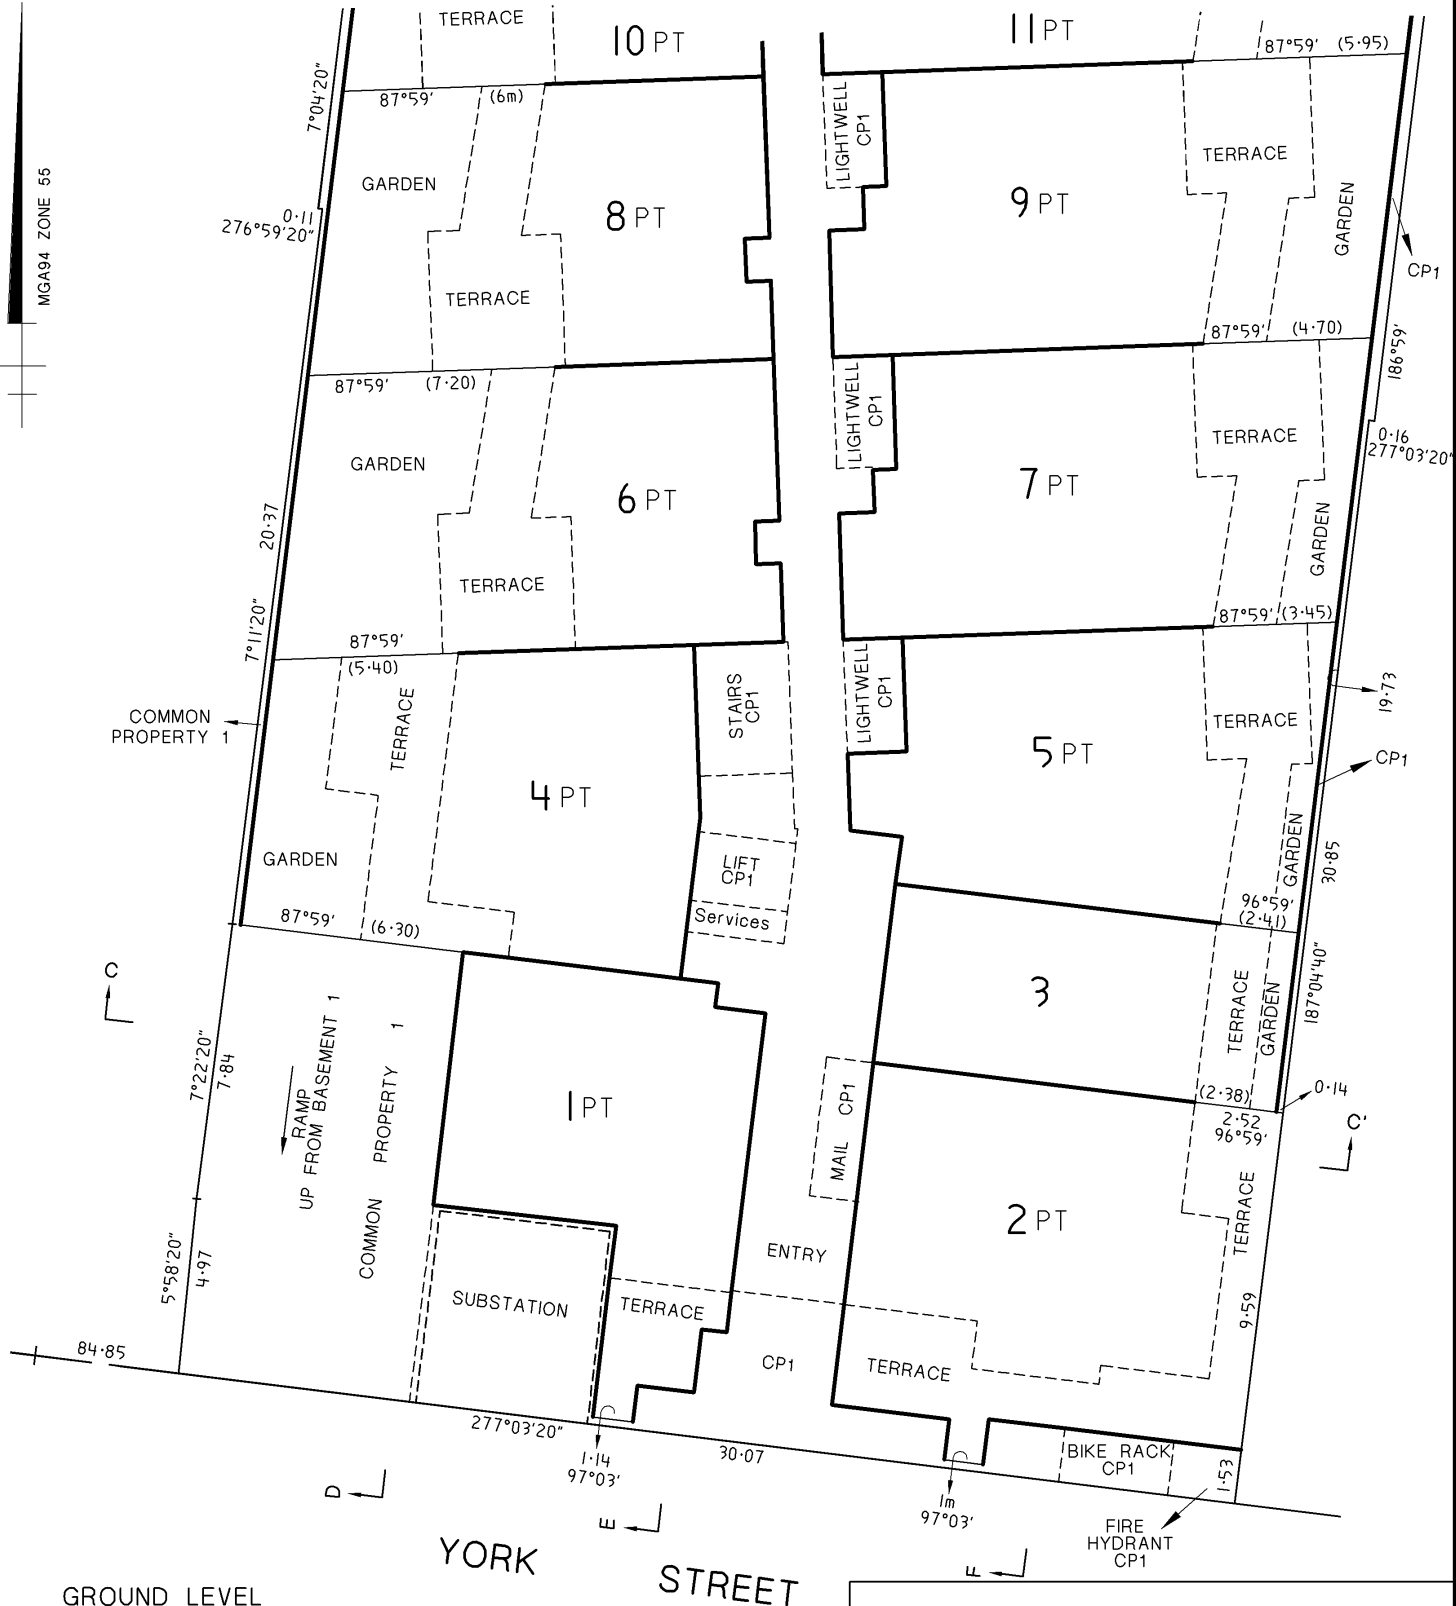 TERRACE
10 PT
11 PT
87°59' (5·95)
87°59' (6m)
7°04'20"
MGA94 ZONE 55
GARDEN
8 PT
LIGHTWELL
CP1
9 PT
TERRACE
GARDEN
0·11
276°59'20"
TERRACE
CP1
87°59' (4·70)
186°59'
87°59' (7·20)
LIGHTWELL
CP1
TERRACE
0·16
277°03'20"
GARDEN
6 PT
7 PT
GARDEN
20·37
TERRACE
7°11'20"
87°59'
(5·40)
87°59' (3·45)
STAIRS
CP1
LIGHTWELL
CP1
TERRACE
19·73
COMMON
PROPERTY 1
TERRACE
4 PT
5 PT
CP1
GARDEN
LIFT
CP1
Services
GARDEN
30·85
96°59'
(2·41)
87°59' (6·30)
C
3
TERRACE
GARDEN
187°04'40"
7°22'20"
7·84
RAMP
UP FROM BASEMENT 1
COMMON PROPERTY 1
1 PT
MAIL CP1
(2·38)
2·52
96°59'
0·14
C'
2 PT
TERRACE
ENTRY
5°58'20"
4·97
SUBSTATION
TERRACE
9·59
84·85
CP1
TERRACE
277°03'20"
1·14
97°03'
30·07
BIKE RACK
CP1
1·53
1m
97°03'
D
E
FIRE
HYDRANT
CP1
F
YORK STREET
GROUND LEVEL